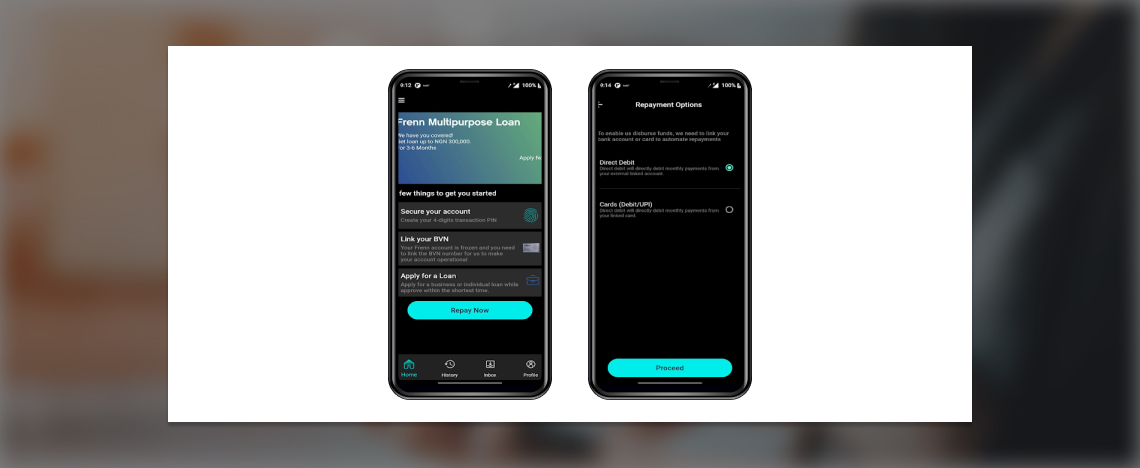 9:12
100%
Frenn Multipurpose Loan
We have you covered!
Get loan up to NGN 300,000.
for 3-6 Months
Apply No
few things to get you started
Secure your account
Create your 4-digits transaction PIN
Link your BVN
Your Frenn account is frozen and you need
to link the BVN number for us to make
your account operational
Apply for a Loan
Apply for a business or individual loan while
approve within the shortest time.
Repay Now
Home
History
Inbox
Profile
9:14
100%
Repayment Options
To enable us disburse funds, we need to link your
bank account or card to automate repayments
Direct Debit
Direct debit will directly debit monthly payments from
your external linked account
Cards (Debit/UPI)
Direct debit will directly debit monthly payments from
your linked card.
Proceed